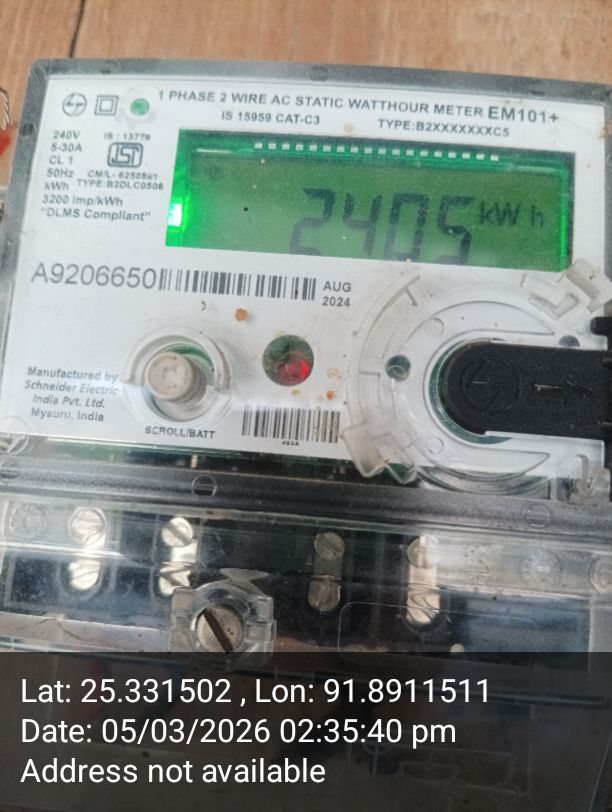 1 PHASE 2 WIRE AC STATIC WATTHOUR METER EM101+
IS 15959 CAT-C3 TYPE:B2XXXXXXXC5
240V IS : 13779
5-30A
CL 1
50Hz CM/L-
kWh TYPE:B2DLC0506
3200 imp/kWh
"DLMS Compliant"
ISI
2405 kWh
A9206650
AUG
2024
Manufactured by
Schneider Electric
India Pvt. Ltd.
Mysuru, India
SCROLL/BATT
Lat: 25.331502 , Lon: 91.8911511
Date: 05/03/2026 02:35:40 pm
Address not available